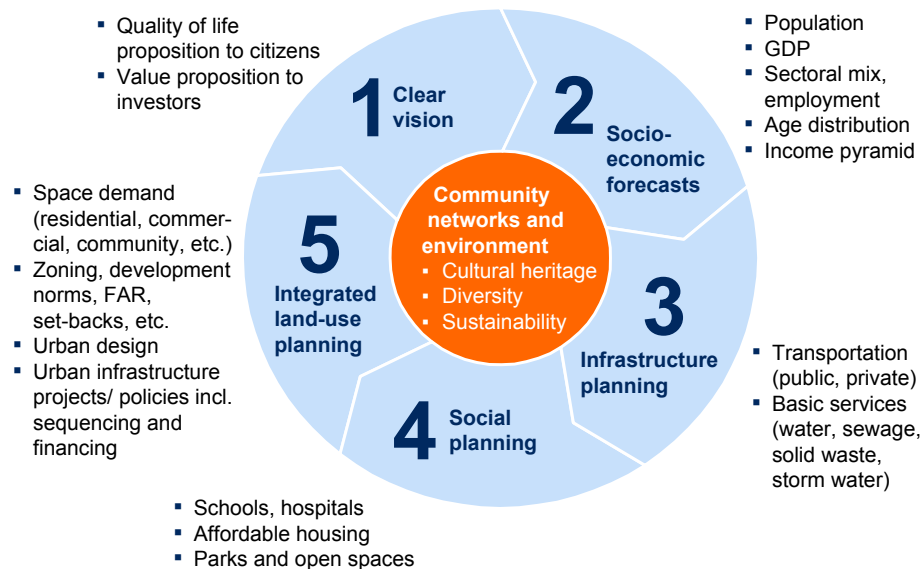 ▪ Quality of life
proposition to citizens
▪ Value proposition to
investors
1 Clear
vision
▪ Population
▪ GDP
▪ Sectoral mix,
employment
▪ Age distribution
▪ Income pyramid
2
Socio-
economic
forecasts
Community
networks and
environment
▪ Cultural heritage
▪ Diversity
▪ Sustainability
3
Infrastructure
planning
▪ Transportation
(public, private)
▪ Basic services
(water, sewage,
solid waste,
storm water)
4 Social
planning
▪ Schools, hospitals
▪ Affordable housing
▪ Parks and open spaces
5
Integrated
land-use
planning
▪ Space demand
(residential, commer-
cial, community, etc.)
▪ Zoning, development
norms, FAR,
set-backs, etc.
▪ Urban design
▪ Urban infrastructure
projects/ policies incl.
sequencing and
financing